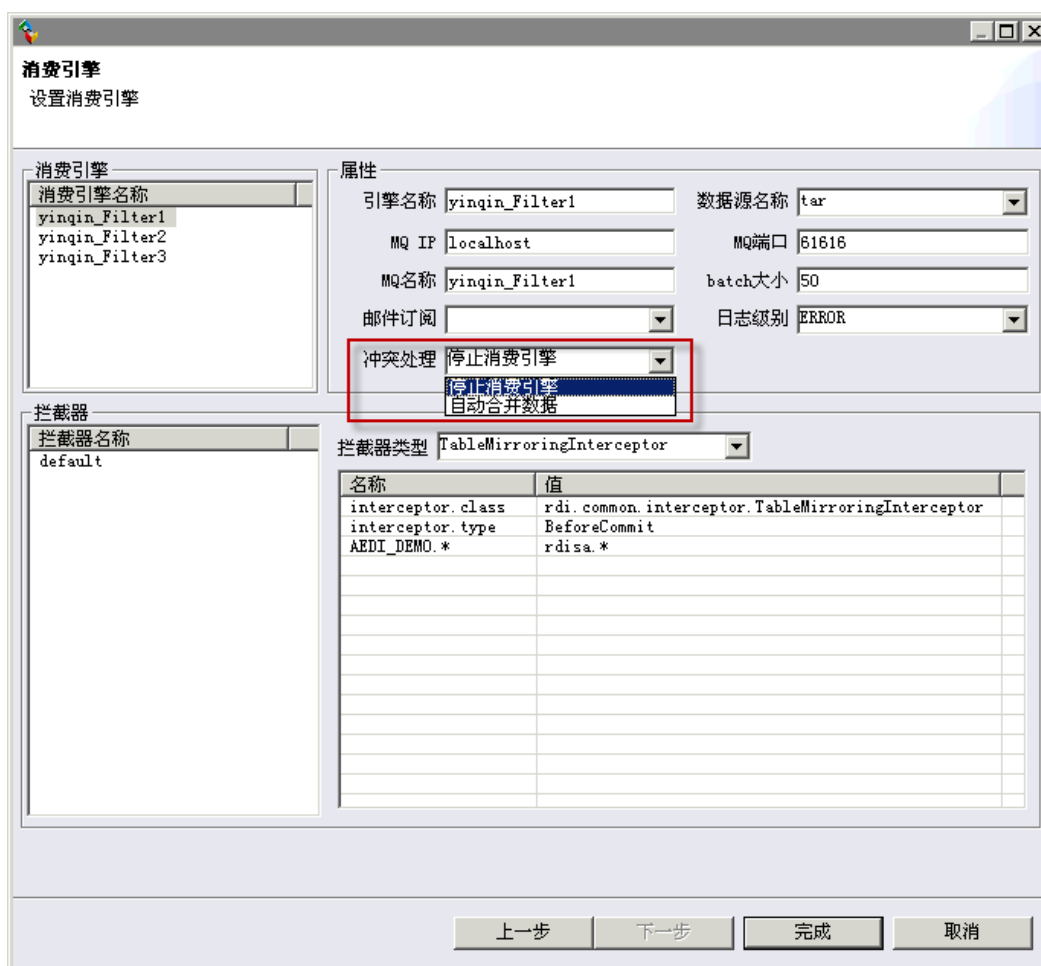 消费引擎
设置消费引擎
消费引擎
消费引擎名称
yinqin_Filter1
yinqin_Filter2
yinqin_Filter3
属性
引擎名称 yinqin_Filter1 数据源名称 tar
MQ IP localhost MQ端口 61616
MQ名称 yinqin_Filter1 batch大小 50
邮件订阅 日志级别 ERROR
冲突处理 停止消费引擎
停止消费引擎
自动合并数据
拦截器
拦截器名称
default
拦截器类型 TableMirroringInterceptor
名称 值
interceptor.class rdi.common.interceptor.TableMirroringInterceptor
interceptor.type BeforeCommit
AEDI_DEMO.* rdisa.*
上一步 下一步 完成 取消